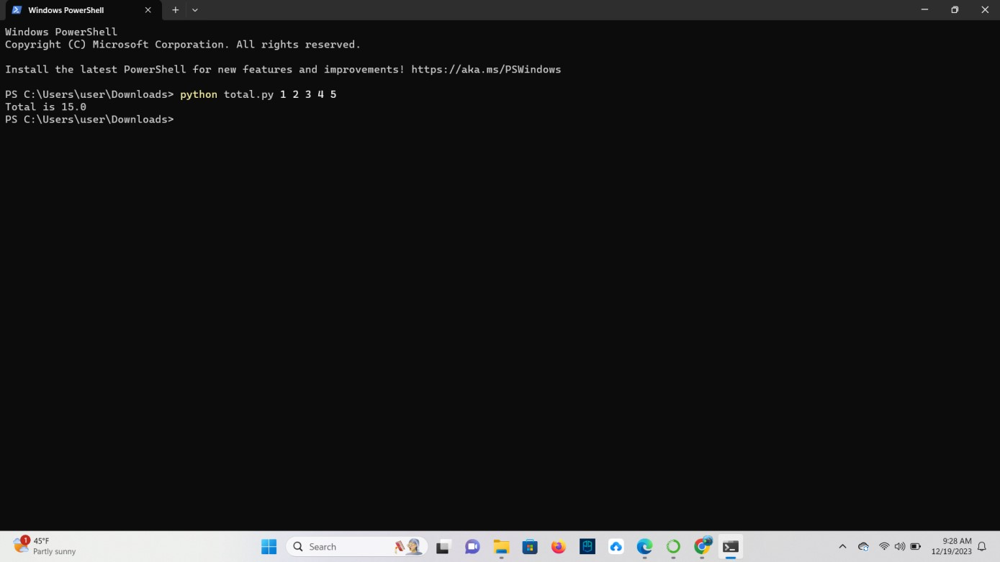 Windows PowerShell
Windows PowerShell
Copyright (C) Microsoft Corporation. All rights reserved.
Install the latest PowerShell for new features and improvements! https://aka.ms/PSWindows
PS C:\Users\user\Downloads> python total.py 1 2 3 4 5
Total is 15.0
PS C:\Users\user\Downloads>
1
45°F
Partly sunny
Search
9:28 AM
12/19/2023